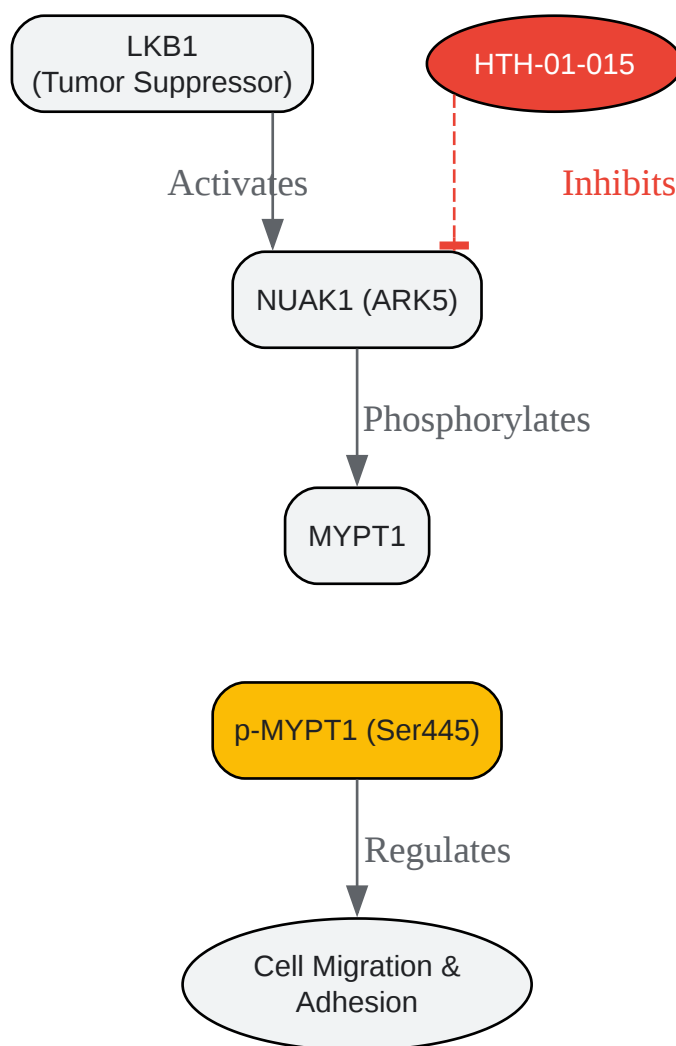 LKB1
(Tumor Suppressor)
HTH-01-015
Activates
Inhibits
NUAK1 (ARK5)
Phosphorylates
MYPT1
p-MYPT1 (Ser445)
Regulates
Cell Migration &
Adhesion